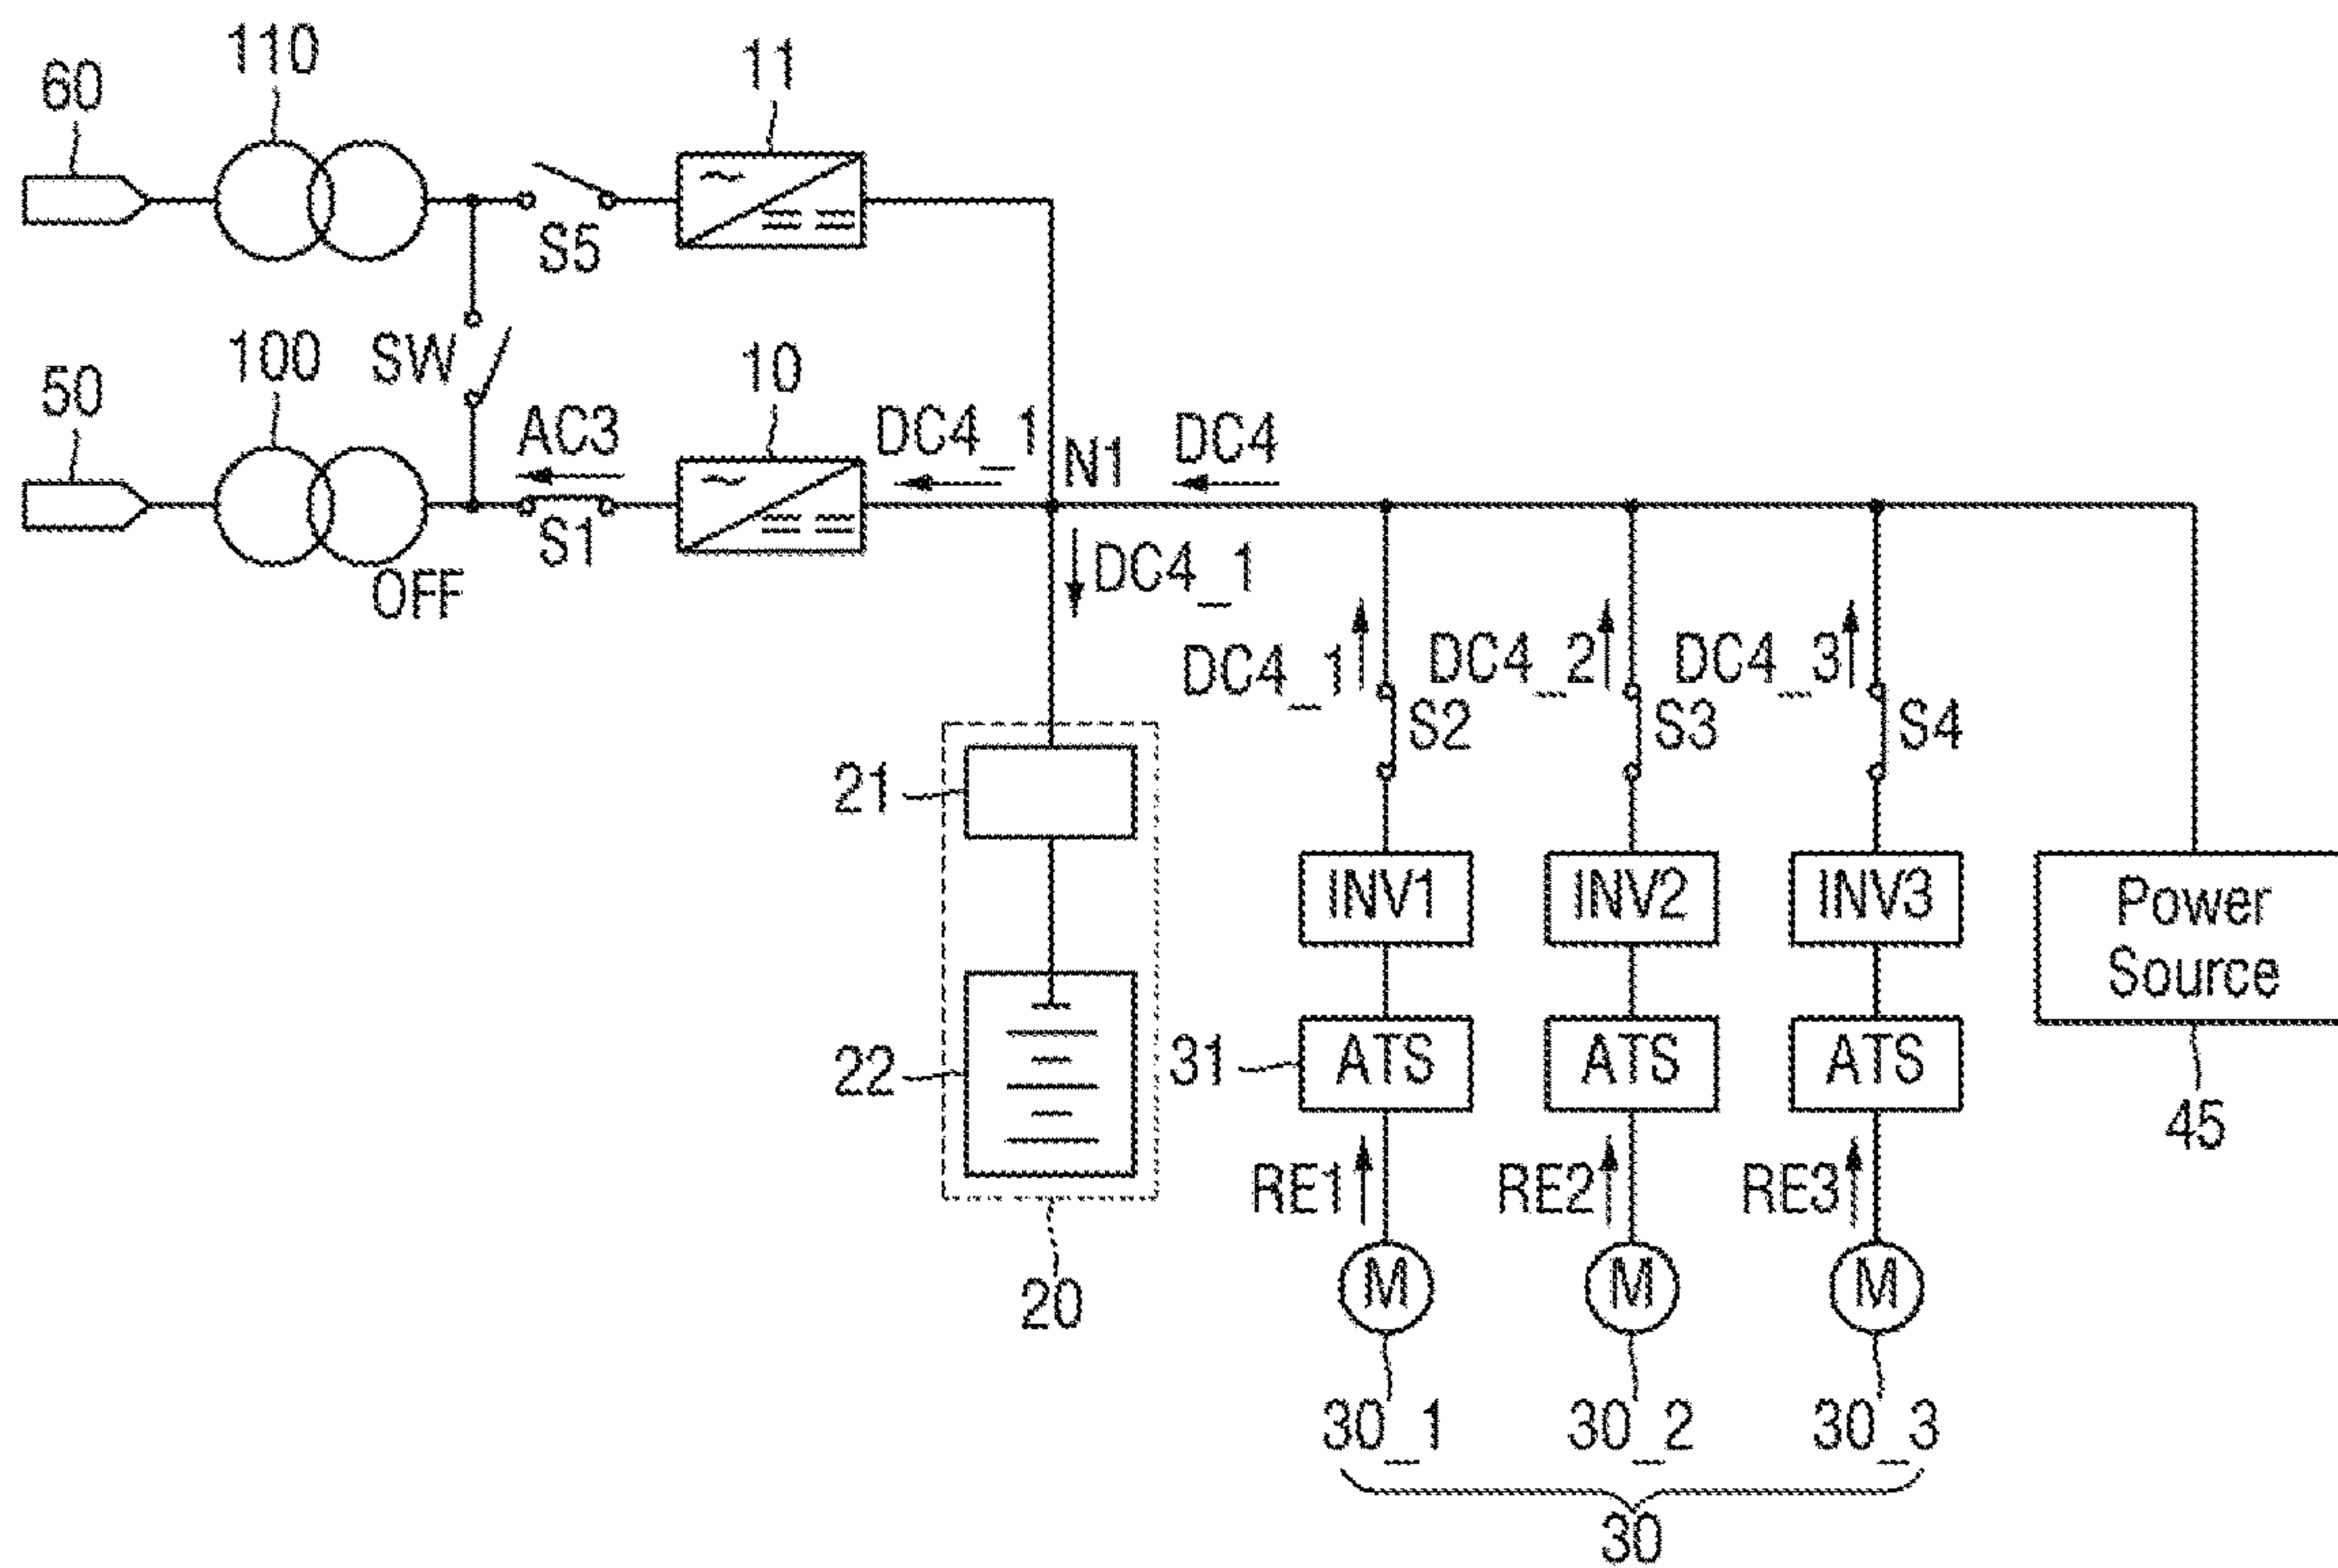 110
11
60
S5
100
SW
10
50
AC3
DC4_1
N1
DC4
S1
OFF
DC4_1
DC4_1
DC4_2
DC4_3
S2
S3
S4
21
INV1
INV2
INV3
Power
Source
22
31
ATS
ATS
ATS
45
RE1
RE2
RE3
20
M
M
M
30_1
30_2
30_3
30